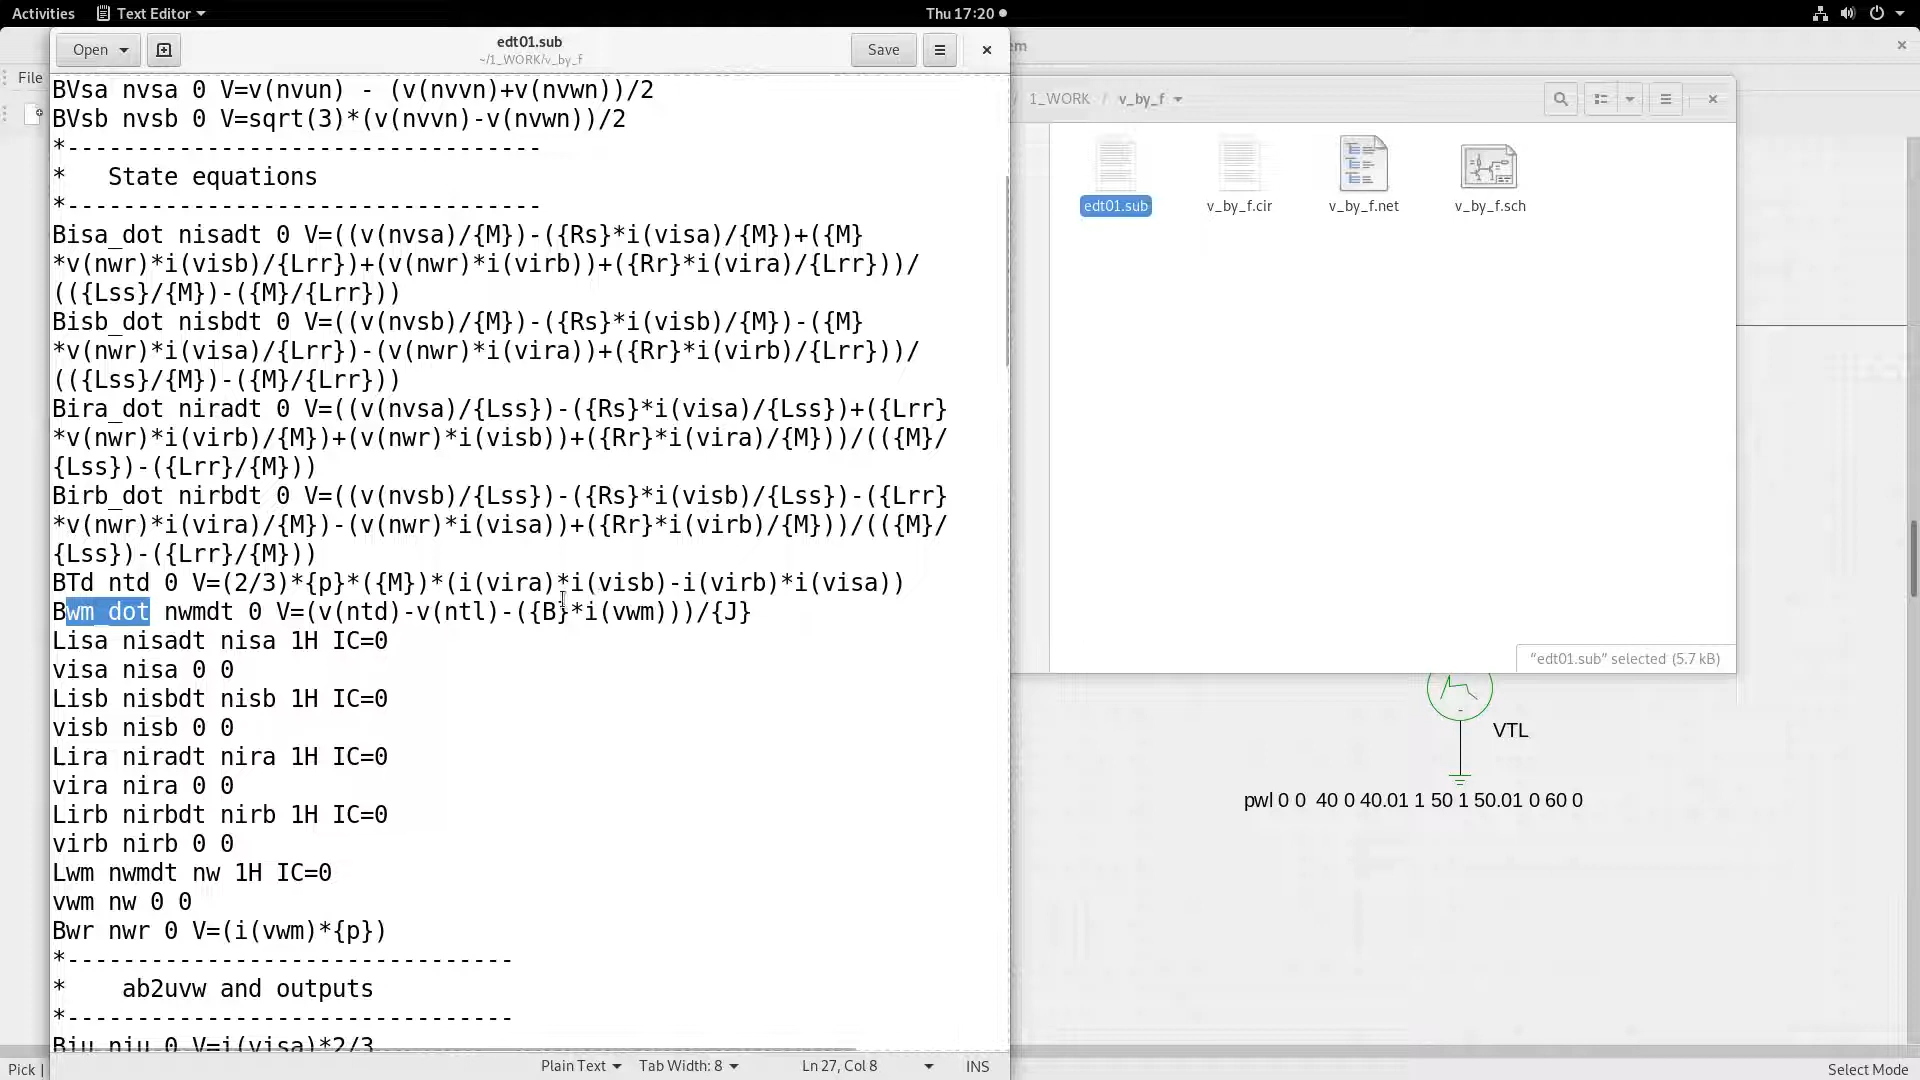 Activities
Text Editor
Thu 17:20
Open
edt01.sub
~/1_WORK/v_by_f
Save
File
1_WORK / v_by_f
BVsa nvsa 0 V=v(nvun) - (v(nvvn)+v(nvwn))/2
BVsb nvsb 0 V=sqrt(3)*(v(nvvn)-v(nvwn))/2
*----------------------------------
*   State equations
*----------------------------------
Bisa_dot nisadt 0 V=((v(nvsa)/{M})-({Rs}*i(visa)/{M})+({M}
*v(nwr)*i(visb)/{Lrr})+(v(nwr)*i(virb))+({Rr}*i(vira)/{Lrr}))/
(({Lss}/{M})-({M}/{Lrr}))
Bisb_dot nisbdt 0 V=((v(nvsb)/{M})-({Rs}*i(visb)/{M})-({M}
*v(nwr)*i(visa)/{Lrr})-(v(nwr)*i(vira))+({Rr}*i(virb)/{Lrr}))/
(({Lss}/{M})-({M}/{Lrr}))
Bira_dot niradt 0 V=((v(nvsa)/{Lss})-({Rs}*i(visa)/{Lss})+({Lrr}
*v(nwr)*i(virb)/{M})+(v(nwr)*i(visb))+({Rr}*i(vira)/{M}))/(({M}/
{Lss})-({Lrr}/{M}))
Birb_dot nirbdt 0 V=((v(nvsb)/{Lss})-({Rs}*i(visb)/{Lss})-({Lrr}
*v(nwr)*i(vira)/{M})-(v(nwr)*i(visa))+({Rr}*i(virb)/{M}))/(({M}/
{Lss})-({Lrr}/{M}))
BTd ntd 0 V=(2/3)*{p}*({M})*(i(vira)*i(visb)-i(virb)*i(visa))
Bwm_dot nwmdt 0 V=(v(ntd)-v(ntl)-({B}*i(vwm)))/{J}
Lisa nisadt nisa 1H IC=0
visa nisa 0 0
Lisb nisbdt nisb 1H IC=0
visb nisb 0 0
Lira niradt nira 1H IC=0
vira nira 0 0
Lirb nirbdt nirb 1H IC=0
virb nirb 0 0
Lwm nwmdt nw 1H IC=0
vwm nw 0 0
Bwr nwr 0 V=(i(vwm)*{p})
*--------------------------------
*    ab2uvw and outputs
*--------------------------------
Biu niu 0 V=i(visa)*2/3
edt01.sub
v_by_f.cir
v_by_f.net
v_by_f.sch
"edt01.sub" selected (5.7 kB)
VTL
pwl 0 0  40 0 40.01 1 50 1 50.01 0 60 0
Plain Text
Tab Width: 8
Ln 27, Col 8
INS
Pick |
Select Mode